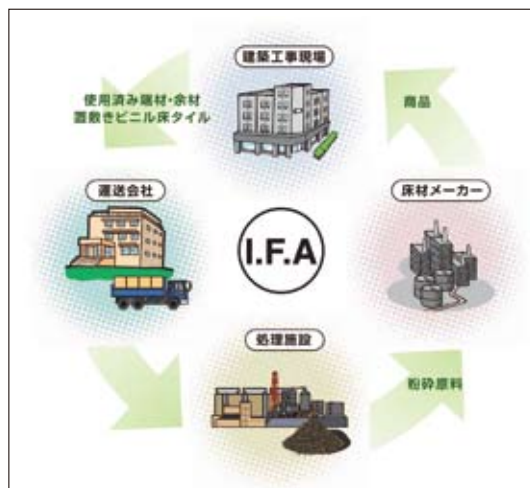 建築工事現場
使用済み端材・余材
置敷きビニル床タイル
商品
運送会社
床材メーカー
I.F.A
処理施設
粉砕原料